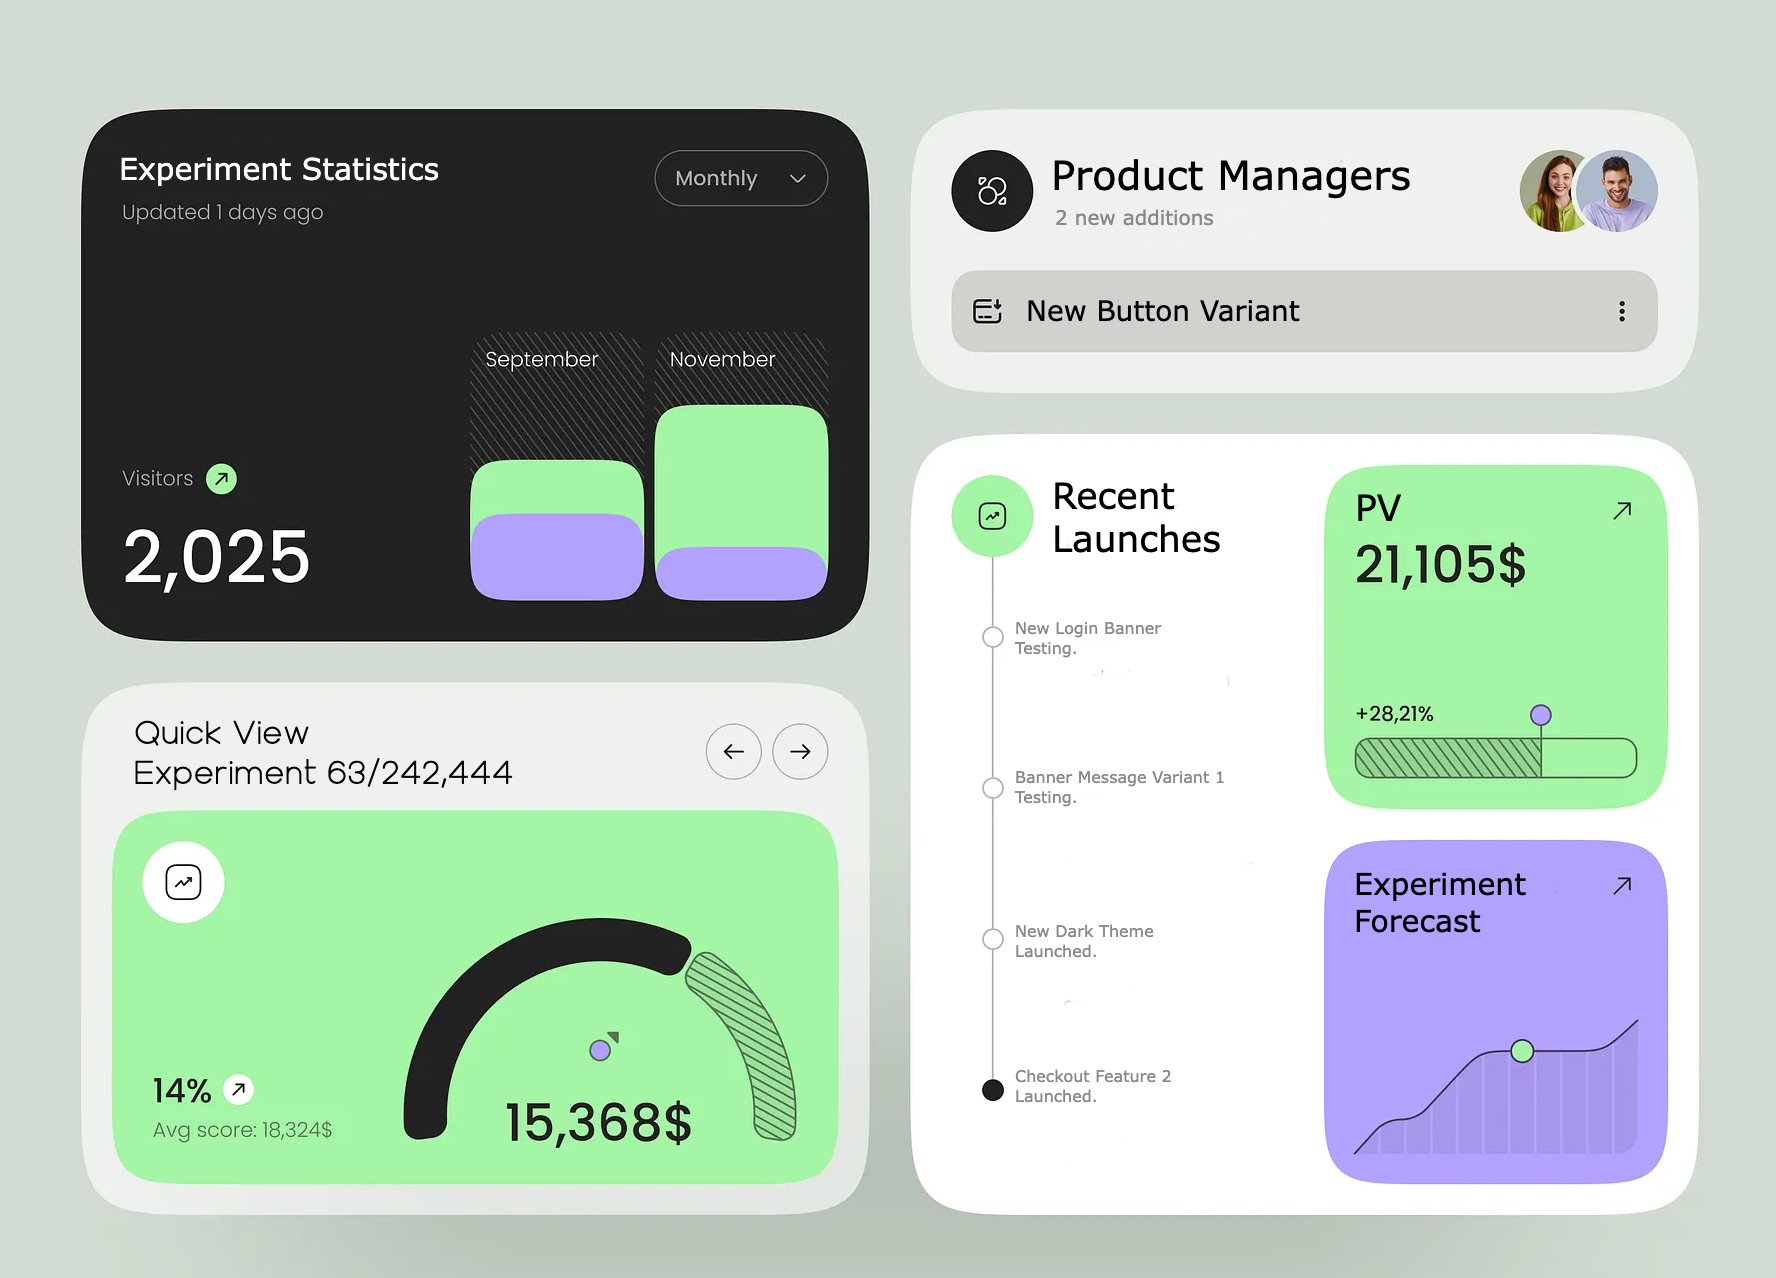 Experiment Statistics
Updated 1 days ago
Monthly
September
November
Visitors
2,025
Quick View
Experiment 63/242,444
14%
Avg score: 18,324$
15,368$
Product Managers
2 new additions
New Button Variant
Recent
Launches
New Login Banner
Testing.
Banner Message Variant 1
Testing.
New Dark Theme
Launched.
Checkout Feature 2
Launched.
PV
21,105$
+28,21%
Experiment
Forecast